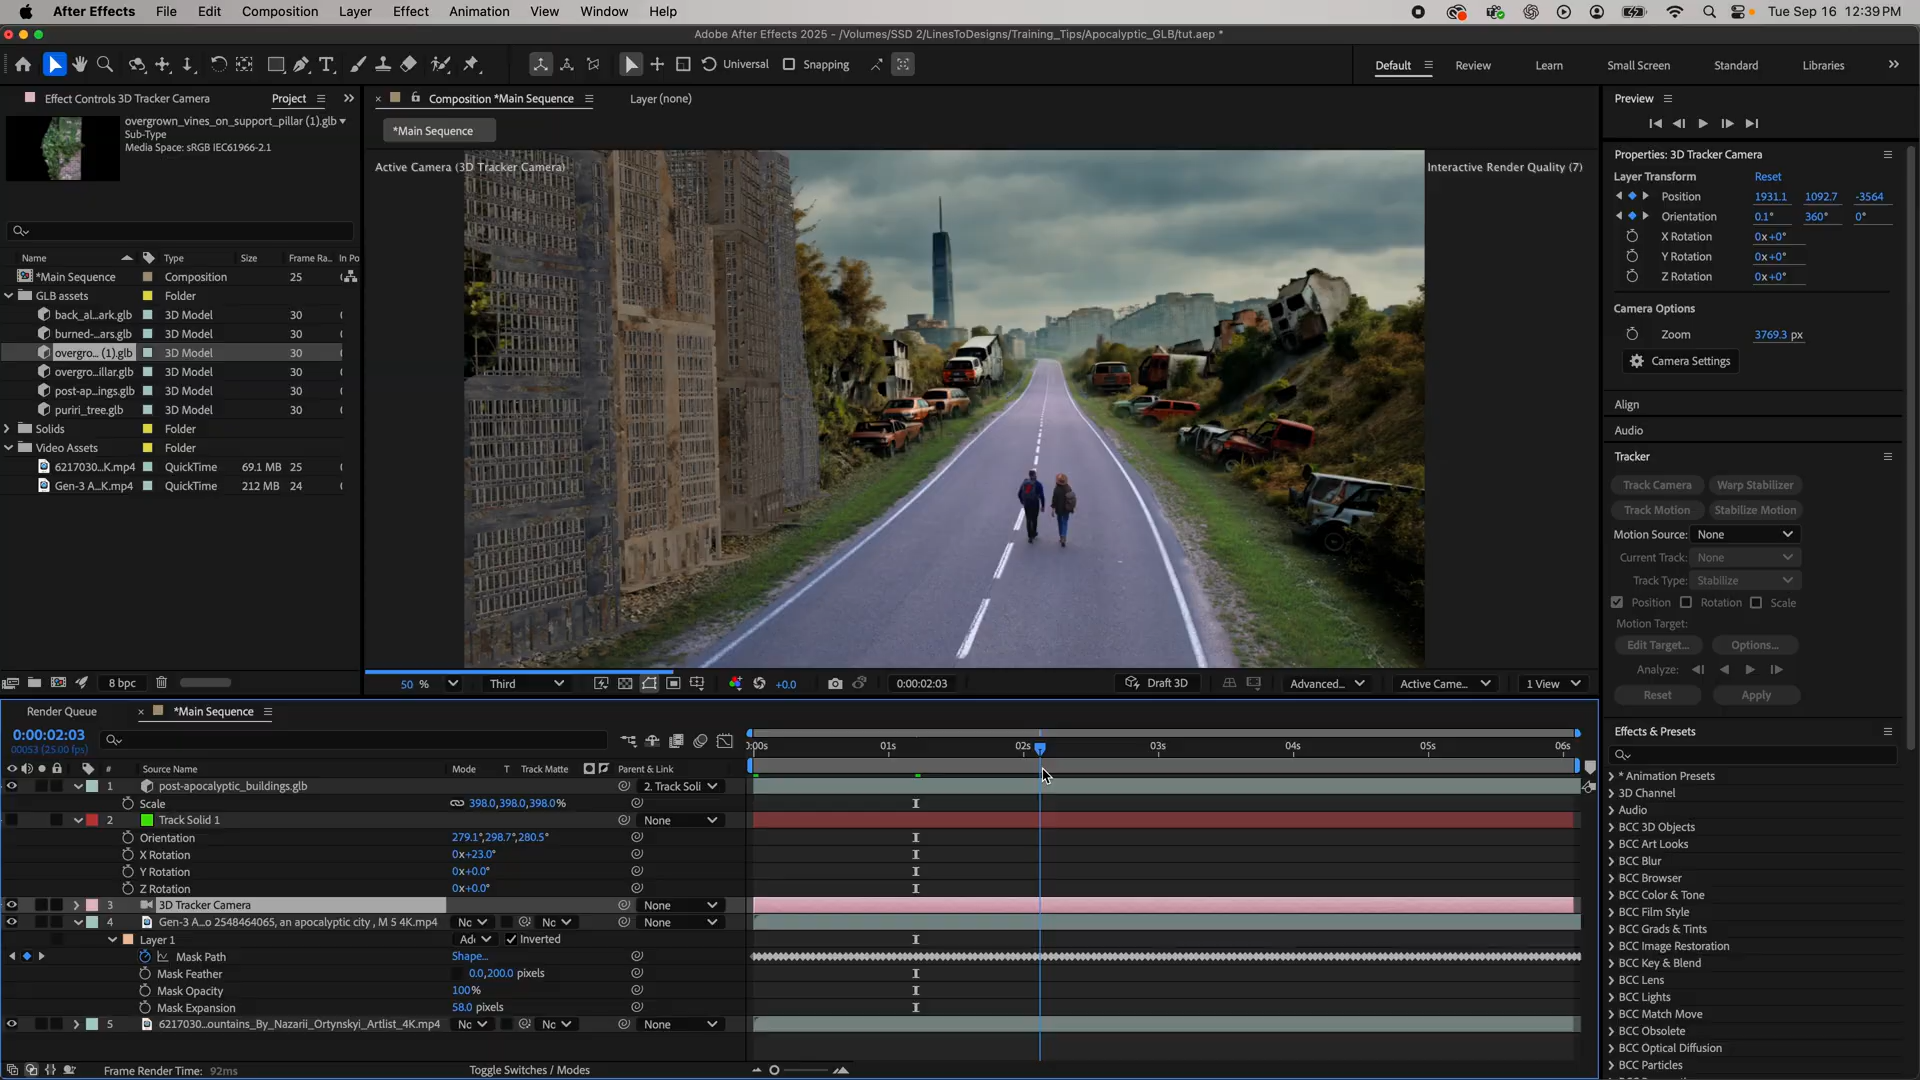 After Effects File Edit Composition Layer Effect Animation View Window Help Tue Sep 16 12:39 PM
Adobe After Effects 2025 - /Volumes/SSD 2/LinesToDesigns/Training_Tips/Apocalyptic_GLB/tut.aep *
Universal Snapping Default Review Learn Small Screen Standard Libraries
Effect Controls 3D Tracker Camera Project
overgrown_vines_on_support_pillar (1).glb
Sub-Type
Media Space: sRGB IEC61966-2.1
Name Type Size Frame Ra.. In Po
*Main Sequence Composition 25
GLB assets Folder
back_al...ark.glb 3D Model 30
burned-...ars.glb 3D Model 30
overgro... (1).glb 3D Model 30
overgro...illar.glb 3D Model 30
post-ap...ings.glb 3D Model 30
puriri_tree.glb 3D Model 30
Solids Folder
Video Assets Folder
6217030...K.mp4 QuickTime 69.1 MB 25
Gen-3 A...K.mp4 QuickTime 212 MB 24
8 bpc
Composition *Main Sequence Layer (none)
*Main Sequence
Active Camera (3D Tracker Camera) Interactive Render Quality (7)
50 % Third +0.0 0:00:02:03 Draft 3D Advanced... Active Came... 1 View
Preview
Properties: 3D Tracker Camera
Layer Transform Reset
Position 1931.1 1092.7 -3564
Orientation 0.1° 360° 0°
X Rotation 0x+0°
Y Rotation 0x+0°
Z Rotation 0x+0°
Camera Options
Zoom 3769.3 px
Camera Settings
Align
Audio
Tracker
Track Camera Warp Stabilizer
Track Motion Stabilize Motion
Motion Source: None
Current Track: None
Track Type: Stabilize
Position Rotation Scale
Motion Target:
Edit Target... Options...
Analyze:
Reset Apply
Effects & Presets
* Animation Presets
3D Channel
Audio
BCC 3D Objects
BCC Art Looks
BCC Blur
BCC Browser
BCC Color & Tone
BCC Film Style
BCC Grads & Tints
BCC Image Restoration
BCC Key & Blend
BCC Lens
BCC Lights
BCC Match Move
BCC Obsolete
BCC Optical Diffusion
BCC Particles
Render Queue *Main Sequence
0:00:02:03
00053 (25.00 fps)
01s 02s 03s 04s 05s 06s
# Source Name Mode T Track Matte Parent & Link
1 post-apocalyptic_buildings.glb 2. Track Soli
Scale 398.0,398.0,398.0%
2 Track Solid 1 None
Orientation 279.1°,298.7°,280.5°
X Rotation 0x+23.0°
Y Rotation 0x+0.0°
Z Rotation 0x+0.0°
3 3D Tracker Camera None
4 Gen-3 A...o 2548464065, an apocalyptic city , M 5 4K.mp4 Nc Nc None
Layer 1 Inverted
Mask Path Shape...
Mask Feather 0.0,200.0 pixels
Mask Opacity 100%
Mask Expansion 58.0 pixels
5 6217030...ountains_By_Nazarii_Ortynskyi_Artlist_4K.mp4 Nc Nc None
Frame Render Time: 92ms Toggle Switches / Modes